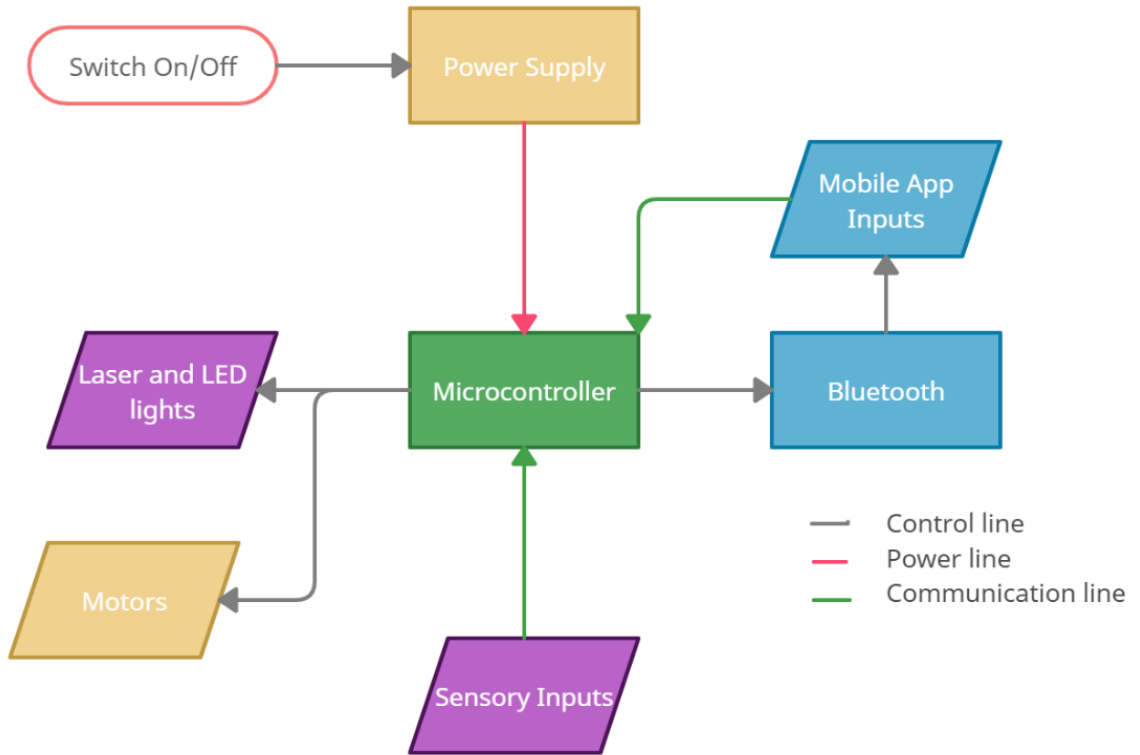 Switch On/Off
Power Supply
Mobile App
Inputs
Laser and LED
lights
Microcontroller
Bluetooth
Control line
Power line
Communication line
Motors
Sensory Inputs